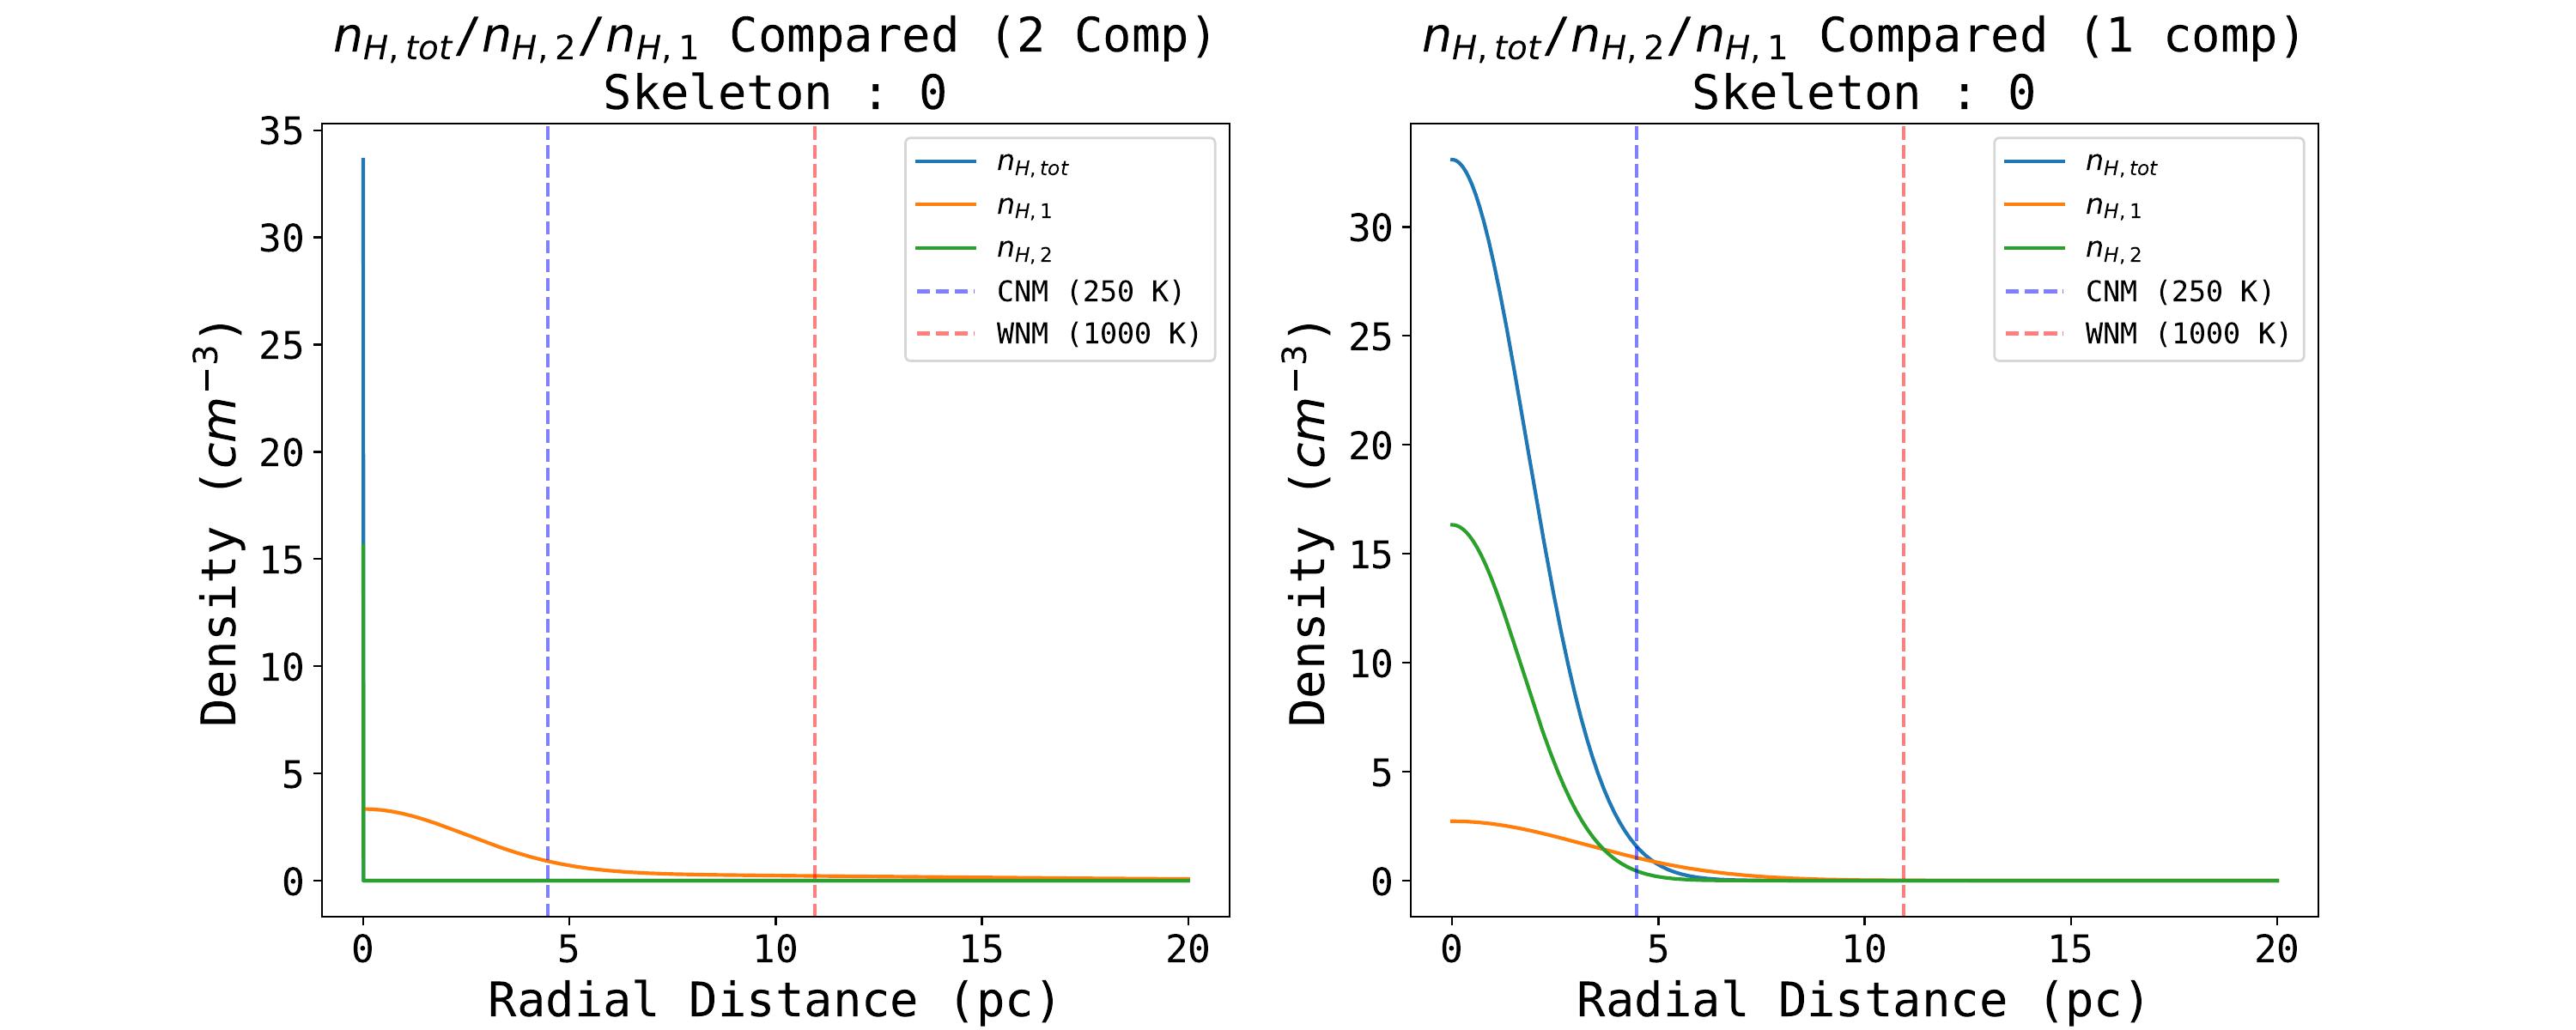 n_{H, tot}/n_{H, 2}/n_{H, 1} Compared (2 Comp)
Skeleton : 0
35
30
25
20
15
10
5
0
Density (cm^{−3})
0 5 10 15 20
Radial Distance (pc)
n_{H, tot}
n_{H, 1}
n_{H, 2}
CNM (250 K)
WNM (1000 K)
n_{H, tot}/n_{H, 2}/n_{H, 1} Compared (1 comp)
Skeleton : 0
30
25
20
15
10
5
0
Density (cm^{−3})
0 5 10 15 20
Radial Distance (pc)
n_{H, tot}
n_{H, 1}
n_{H, 2}
CNM (250 K)
WNM (1000 K)